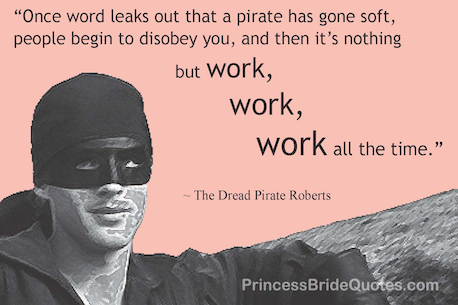 “Once word leaks out that a pirate has gone soft,
people begin to disobey you, and then it’s nothing
but work,
work,
work all the time.”
~ The Dread Pirate Roberts
PrincessBrideQuotes.com